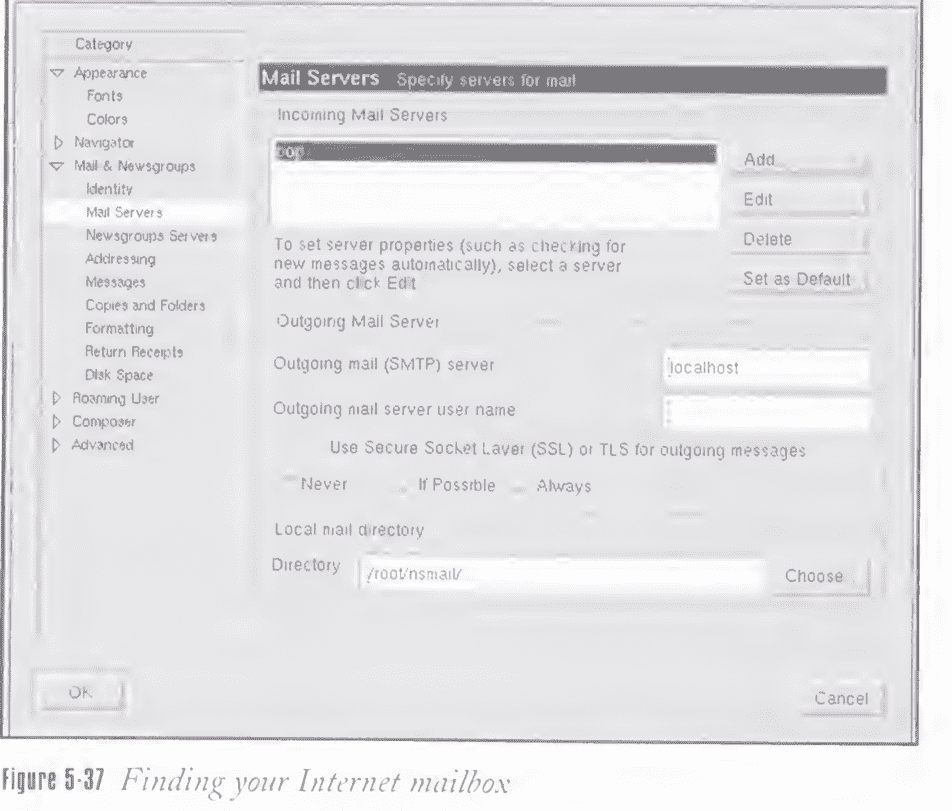 Category
Appearance
Fonts
Colors
Navigator
Mail & Newsgroups
Identity
Mail Servers
Newsgroups Servers
Addressing
Messages
Copies and Folders
Formatting
Return Receipts
Disk Space
Roaming User
Composer
Advanced
Mail Servers Specify servers for mail
Incoming Mail Servers
pop
Add...
Edit
Delete
Set as Default
To set server properties (such as checking for
new messages automatically), select a server
and then click Edit
Outgoing Mail Server
Outgoing mail (SMTP) server localhost
Outgoing mail server user name
Use Secure Socket Layer (SSL) or TLS for outgoing messages
Never If Possible Always
Local mail directory
Directory /root/nsmail/ Choose
OK Cancel
Figure 5-37 Finding your Internet mailbox